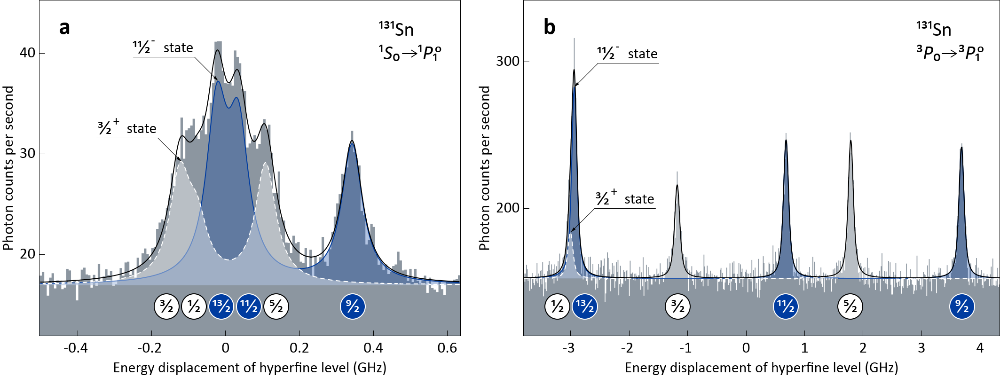 a
¹³¹Sn
¹S₀→¹P₁°
11/2⁻ state
3/2⁺ state
40
30
20
Photon counts per second
3/2 1/2 13/2 11/2 5/2 9/2
-0.4 -0.2 0 0.2 0.4 0.6
Energy displacement of hyperfine level (GHz)
b
¹³¹Sn
³P₀→³P₁°
11/2⁻ state
3/2⁺ state
300
200
Photon counts per second
1/2 13/2 3/2 11/2 5/2 9/2
-3 -2 -1 0 1 2 3 4
Energy displacement of hyperfine level (GHz)